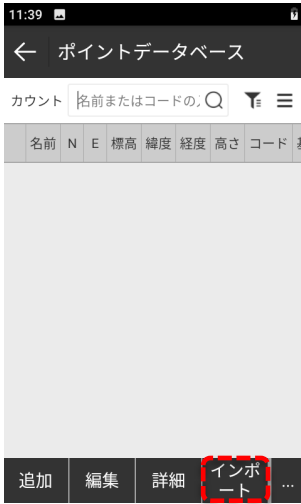 11:39
ポイントデータベース
カウント 名前またはコードの入
名前 N E 標高 緯度 経度 高さ コード
追加 編集 詳細 インポ
ート ...